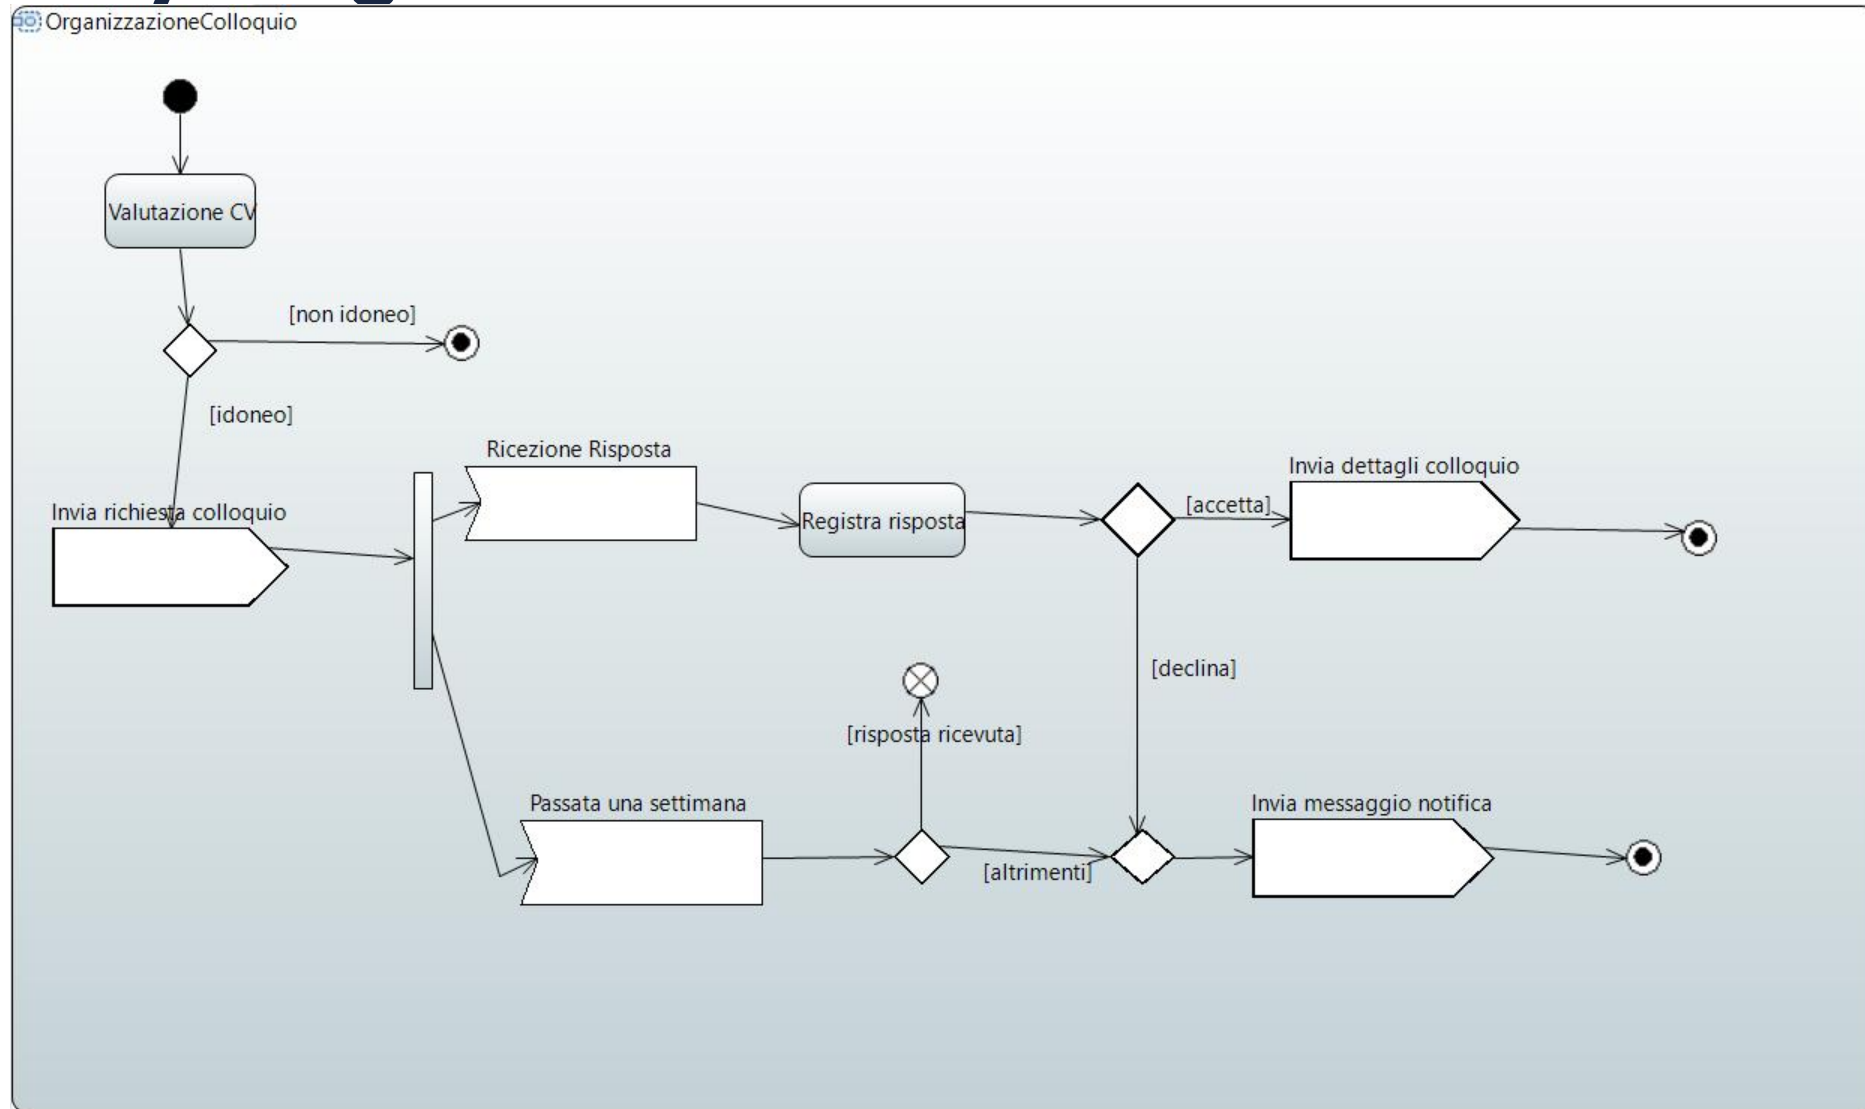 OrganizzazioneColloquio
Valutazione CV
[non idoneo]
[idoneo]
Ricezione Risposta
Invia dettagli colloquio
Invia richiesta colloquio
[accetta]
Registra risposta
[declina]
[risposta ricevuta]
Passata una settimana
Invia messaggio notifica
[altrimenti]